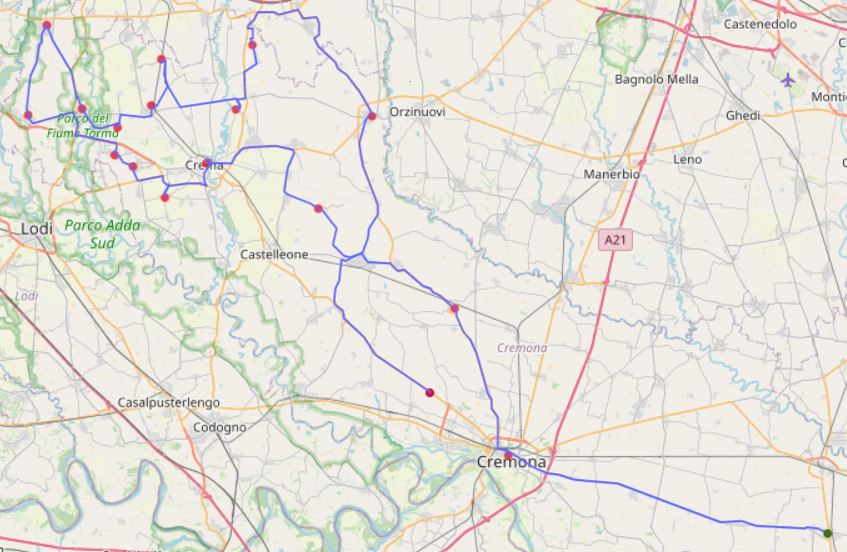 Castenedolo
Bagnolo Mella
Orzinuovi
Ghedi
Parco del
Fiume Tormo
Leno
Crema
Manerbio
Lodi
Parco Adda
Sud
A21
Castelleone
Lodi
Cremona
Casalpusterlengo
Codogno
Cremona